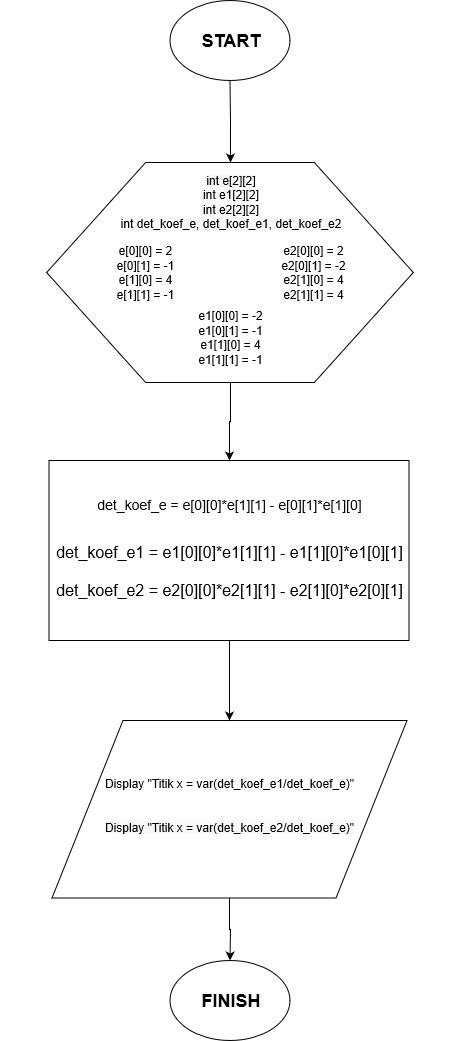 START
int e[2][2]
int e1[2][2]
int e2[2][2]
int det_koef_e, det_koef_e1, det_koef_e2
e[0][0] = 2
e[0][1] = -1
e[1][0] = 4
e[1][1] = -1
e2[0][0] = 2
e2[0][1] = -2
e2[1][0] = 4
e2[1][1] = 4
e1[0][0] = -2
e1[0][1] = -1
e1[1][0] = 4
e1[1][1] = -1
det_koef_e = e[0][0]*e[1][1] - e[0][1]*e[1][0]
det_koef_e1 = e1[0][0]*e1[1][1] - e1[1][0]*e1[0][1]
det_koef_e2 = e2[0][0]*e2[1][1] - e2[1][0]*e2[0][1]
Display "Titik x = var(det_koef_e1/det_koef_e)"
Display "Titik x = var(det_koef_e2/det_koef_e)"
FINISH